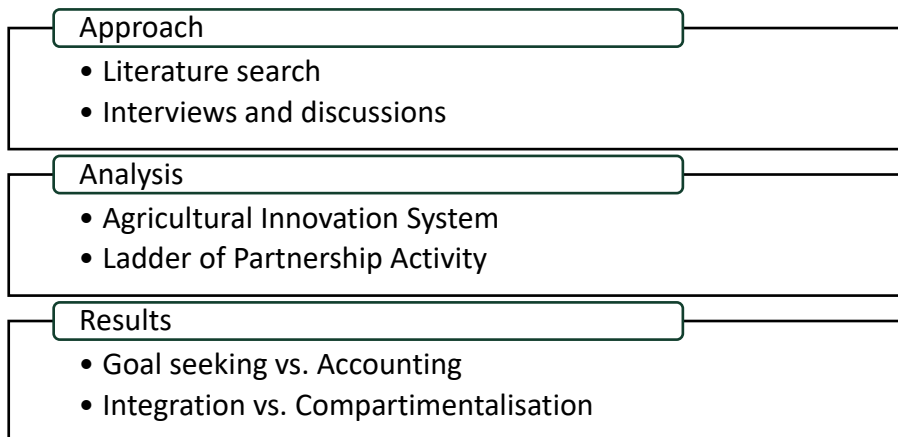 Approach
• Literature search
• Interviews and discussions
Analysis
• Agricultural Innovation System
• Ladder of Partnership Activity
Results
• Goal seeking vs. Accounting
• Integration vs. Compartimentalisation